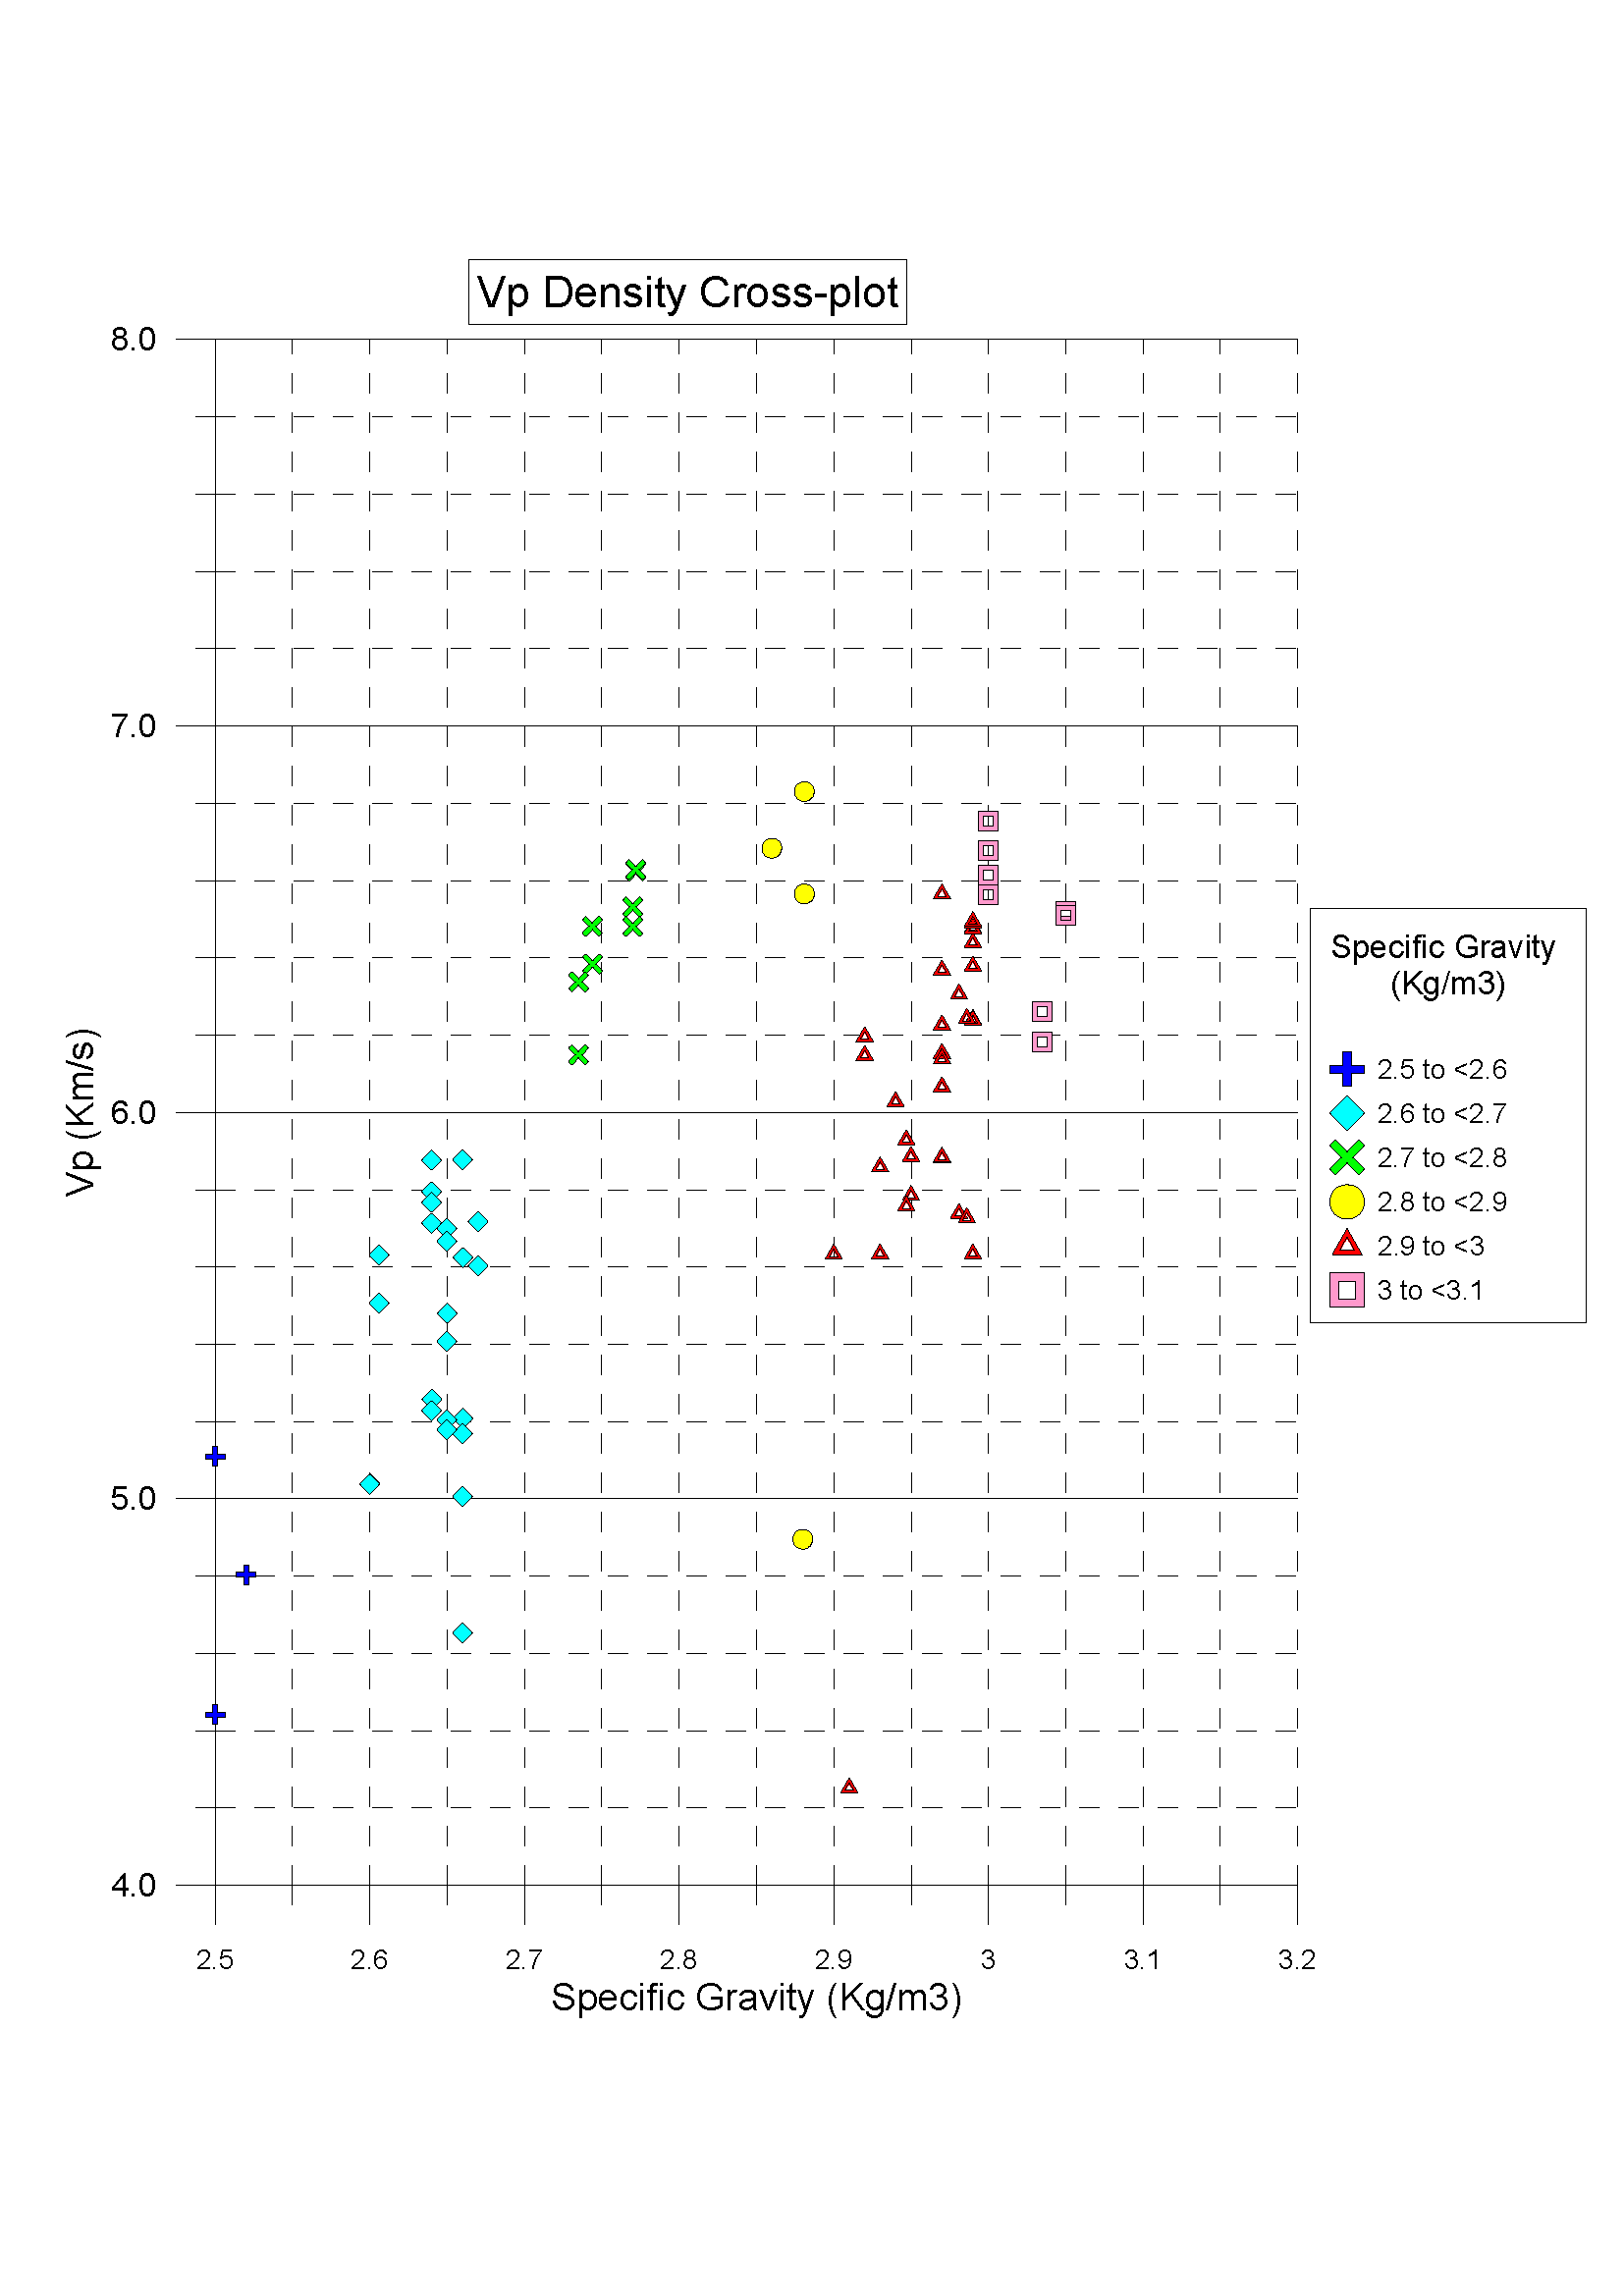 Vp Density Cross-plot
8.0
7.0
6.0
5.0
4.0
Vp (Km/s)
2.5 2.6 2.7 2.8 2.9 3 3.1 3.2
Specific Gravity (Kg/m3)
Specific Gravity
(Kg/m3)
2.5 to <2.6
2.6 to <2.7
2.7 to <2.8
2.8 to <2.9
2.9 to <3
3 to <3.1